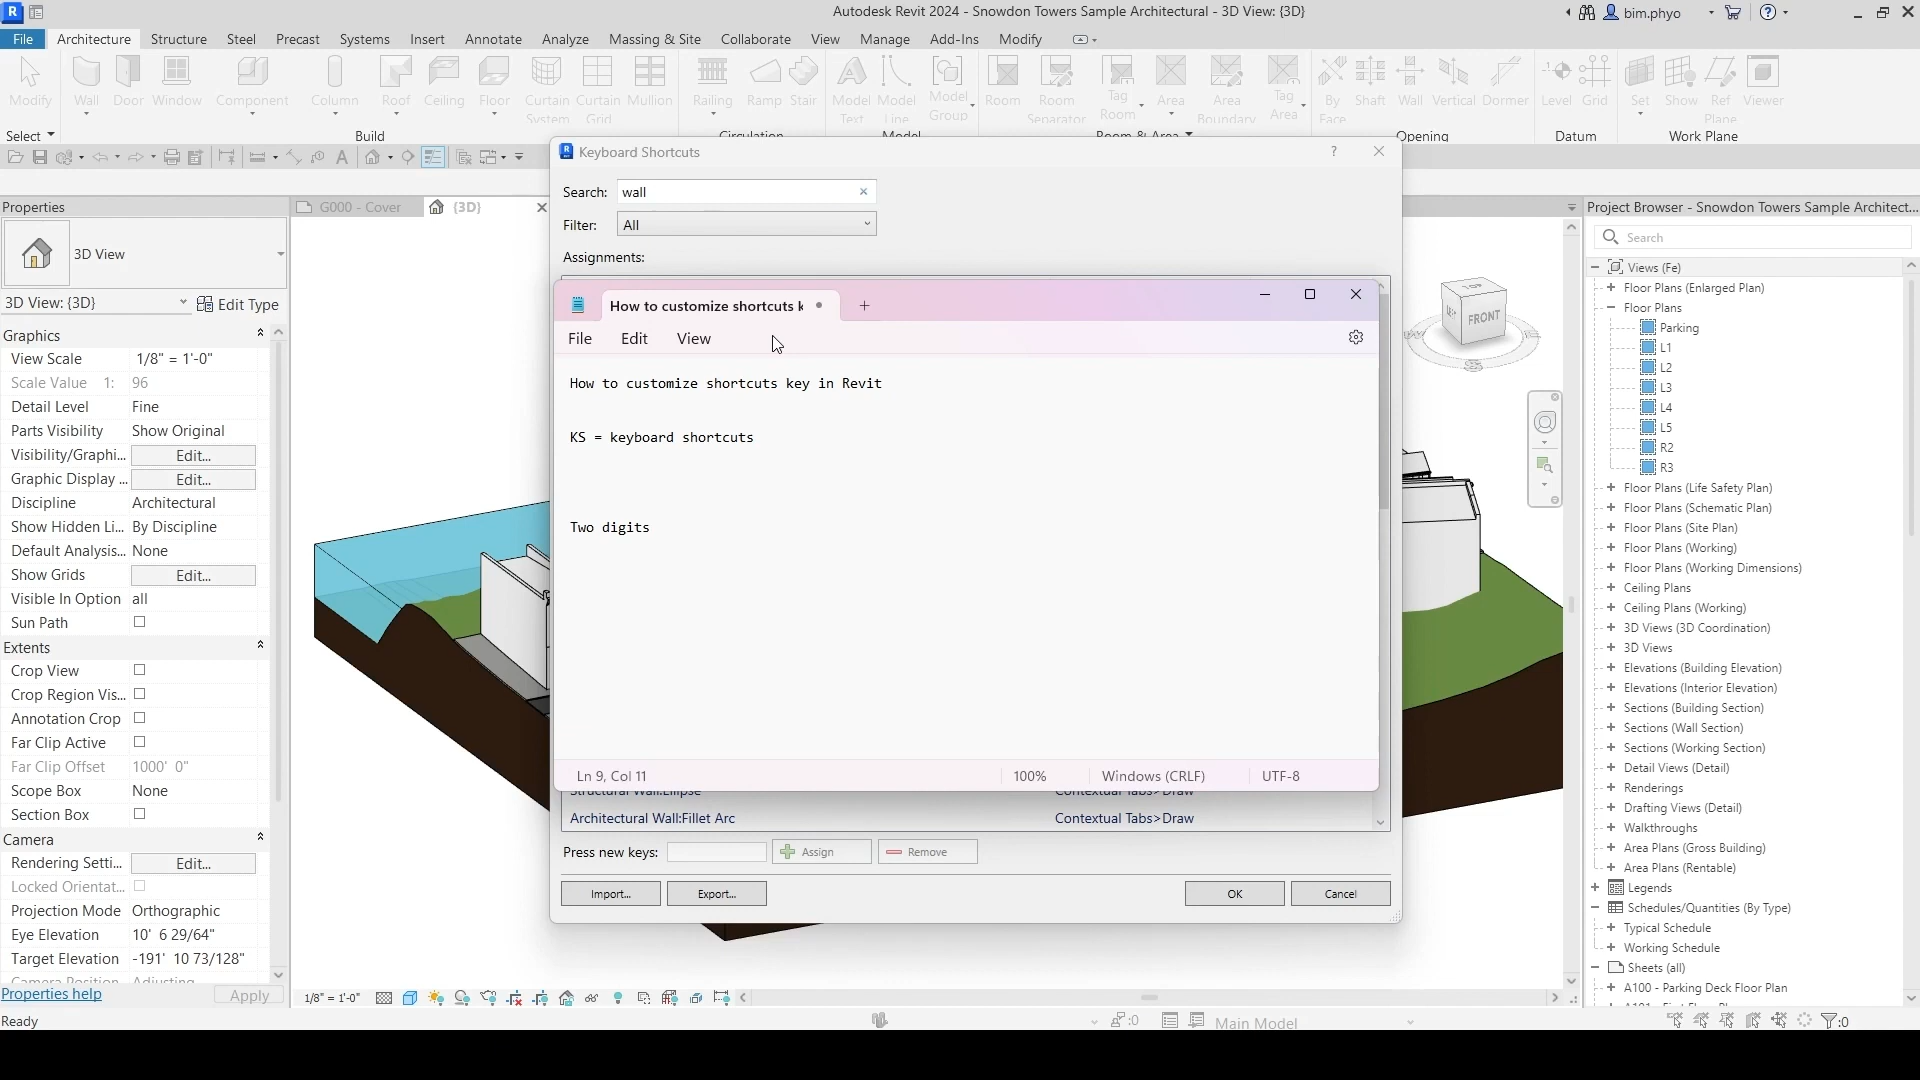 Autodesk Revit 2024 - Snowdon Towers Sample Architectural - 3D View: {3D}
bim.phyo
File Architecture Structure Steel Precast Systems Insert Annotate Analyze Massing & Site Collaborate View Manage Add-Ins Modify
Modify Wall Door Window Component Column Roof Ceiling Floor Curtain System Curtain Grid Mullion Railing Ramp Stair Model Text Model Line Model Group Room Room Separator Tag Room Area Area Boundary Tag Area By Face Shaft Wall Vertical Dormer Level Grid Set Show Ref Plane Viewer
Select Build Circulation Model Room & Area Opening Datum Work Plane
Keyboard Shortcuts
Search: wall
Filter: All
Assignments:
How to customize shortcuts k
File Edit View
How to customize shortcuts key in Revit
KS = keyboard shortcuts
Two digits
Ln 9, Col 11 100% Windows (CRLF) UTF-8
Structural Wall:Ellipse Contextual Tabs>Draw
Architectural Wall:Fillet Arc Contextual Tabs>Draw
Press new keys: Assign Remove
Import... Export... OK Cancel
Properties
G000 - Cover {3D}
3D View
3D View: {3D} Edit Type
Graphics
View Scale 1/8" = 1'-0"
Scale Value 1: 96
Detail Level Fine
Parts Visibility Show Original
Visibility/Graphi... Edit...
Graphic Display ... Edit...
Discipline Architectural
Show Hidden Li... By Discipline
Default Analysis... None
Show Grids Edit...
Visible In Option all
Sun Path
Extents
Crop View
Crop Region Vis...
Annotation Crop
Far Clip Active
Far Clip Offset 1000' 0"
Scope Box None
Section Box
Camera
Rendering Setti... Edit...
Locked Orientat...
Projection Mode Orthographic
Eye Elevation 10' 6 29/64"
Target Elevation -191' 10 73/128"
Camera Position Adjusting
Properties help Apply
Ready
1/8" = 1'-0"
:0 Main Model
:0
TOP
FRONT
Project Browser - Snowdon Towers Sample Architect...
Search
Views (Fe)
Floor Plans (Enlarged Plan)
Floor Plans
Parking
L1
L2
L3
L4
L5
R2
R3
Floor Plans (Life Safety Plan)
Floor Plans (Schematic Plan)
Floor Plans (Site Plan)
Floor Plans (Working)
Floor Plans (Working Dimensions)
Ceiling Plans
Ceiling Plans (Working)
3D Views (3D Coordination)
3D Views
Elevations (Building Elevation)
Elevations (Interior Elevation)
Sections (Building Section)
Sections (Wall Section)
Sections (Working Section)
Detail Views (Detail)
Renderings
Drafting Views (Detail)
Walkthroughs
Area Plans (Gross Building)
Area Plans (Rentable)
Legends
Schedules/Quantities (By Type)
Typical Schedule
Working Schedule
Sheets (all)
A100 - Parking Deck Floor Plan